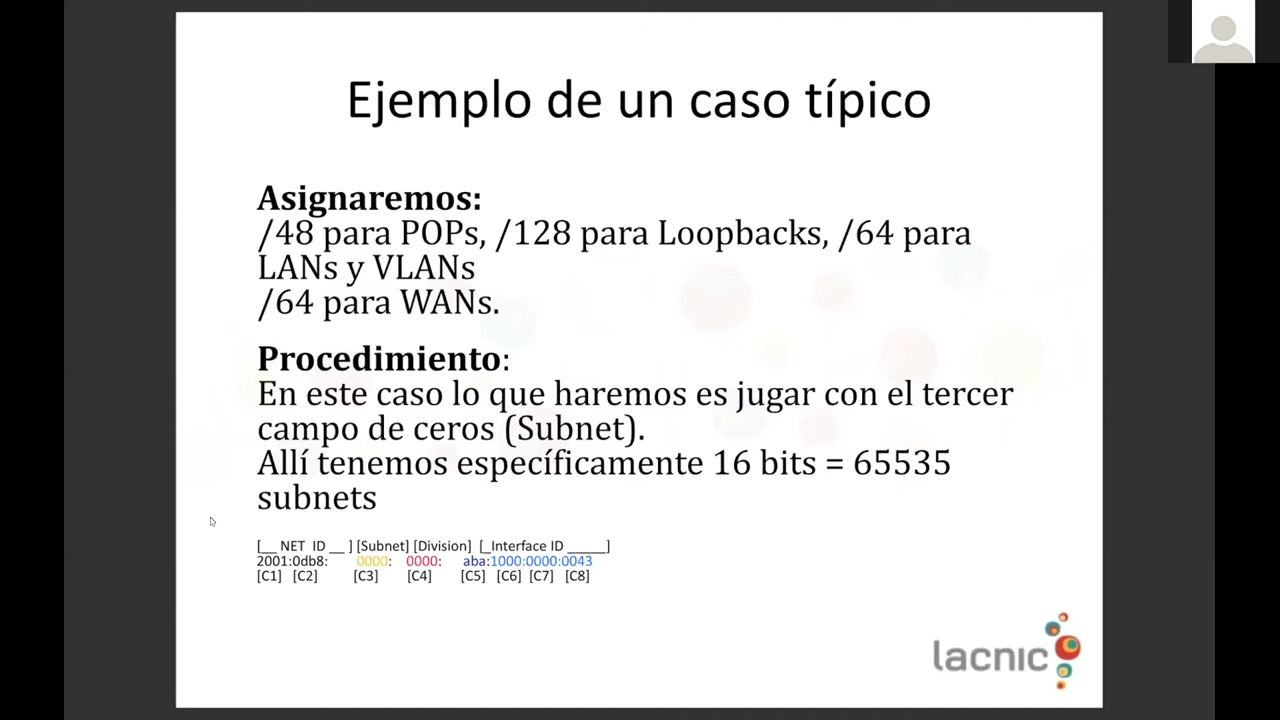 Ejemplo de un caso típico
Asignaremos:
/48 para POPs, /128 para Loopbacks, /64 para
LANs y VLANs
/64 para WANs.
Procedimiento:
En este caso lo que haremos es jugar con el tercer
campo de ceros (Subnet).
Allí tenemos específicamente 16 bits = 65535
subnets
[__ NET ID __ ] [Subnet] [Division] [_Interface ID _____]
2001:0db8: 0000: 0000: aba:1000:0000:0043
[C1] [C2] [C3] [C4] [C5] [C6] [C7] [C8]
lacnic